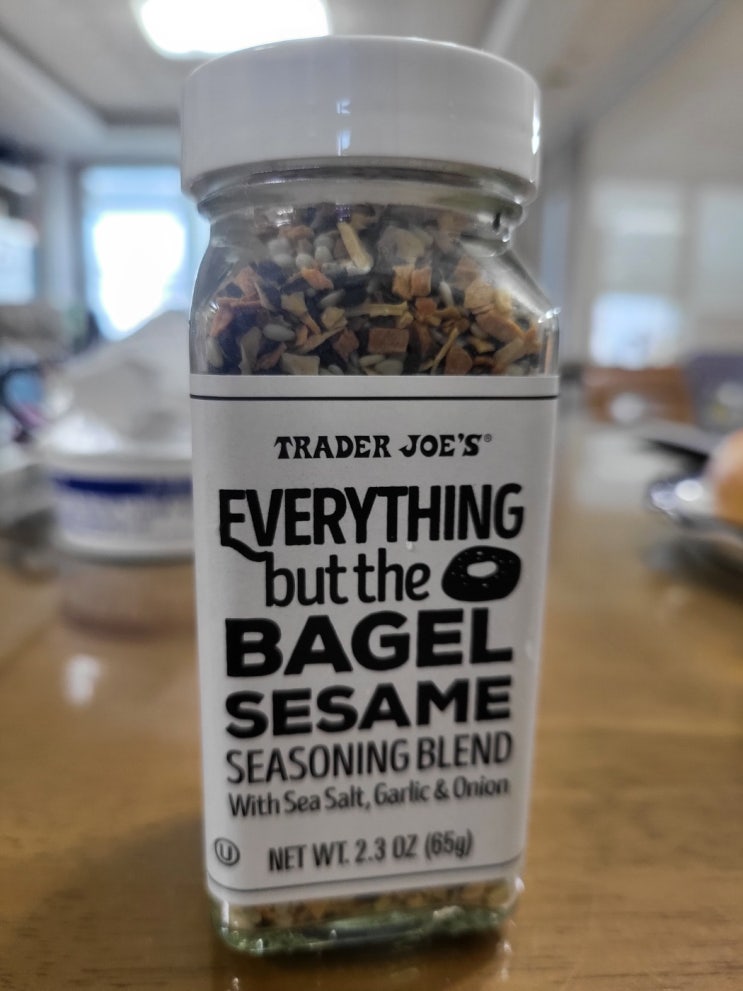 TRADER JOE'S®
EVERYTHING
but the
BAGEL
SESAME
SEASONING BLEND
With Sea Salt, Garlic & Onion
U
NET WT. 2.3 OZ (65g)